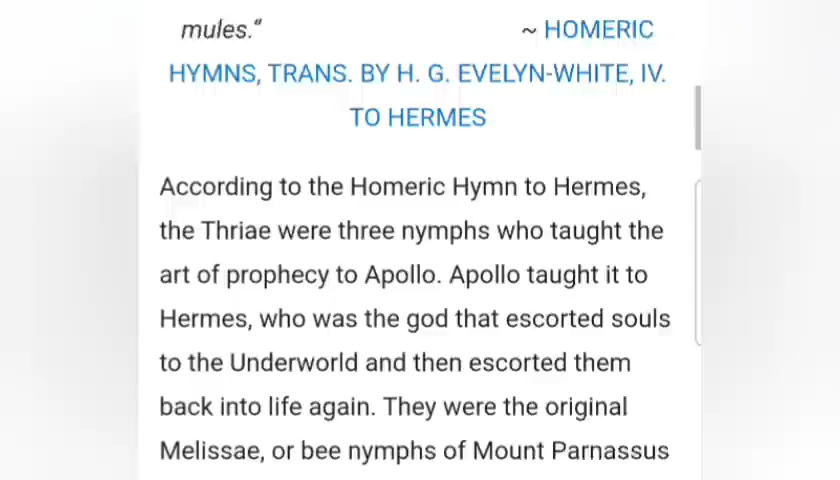 mules.“ ~ HOMERIC
HYMNS, TRANS. BY H. G. EVELYN-WHITE, IV.
TO HERMES
According to the Homeric Hymn to Hermes,
the Thriae were three nymphs who taught the
art of prophecy to Apollo. Apollo taught it to
Hermes, who was the god that escorted souls
to the Underworld and then escorted them
back into life again. They were the original
Melissae, or bee nymphs of Mount Parnassus